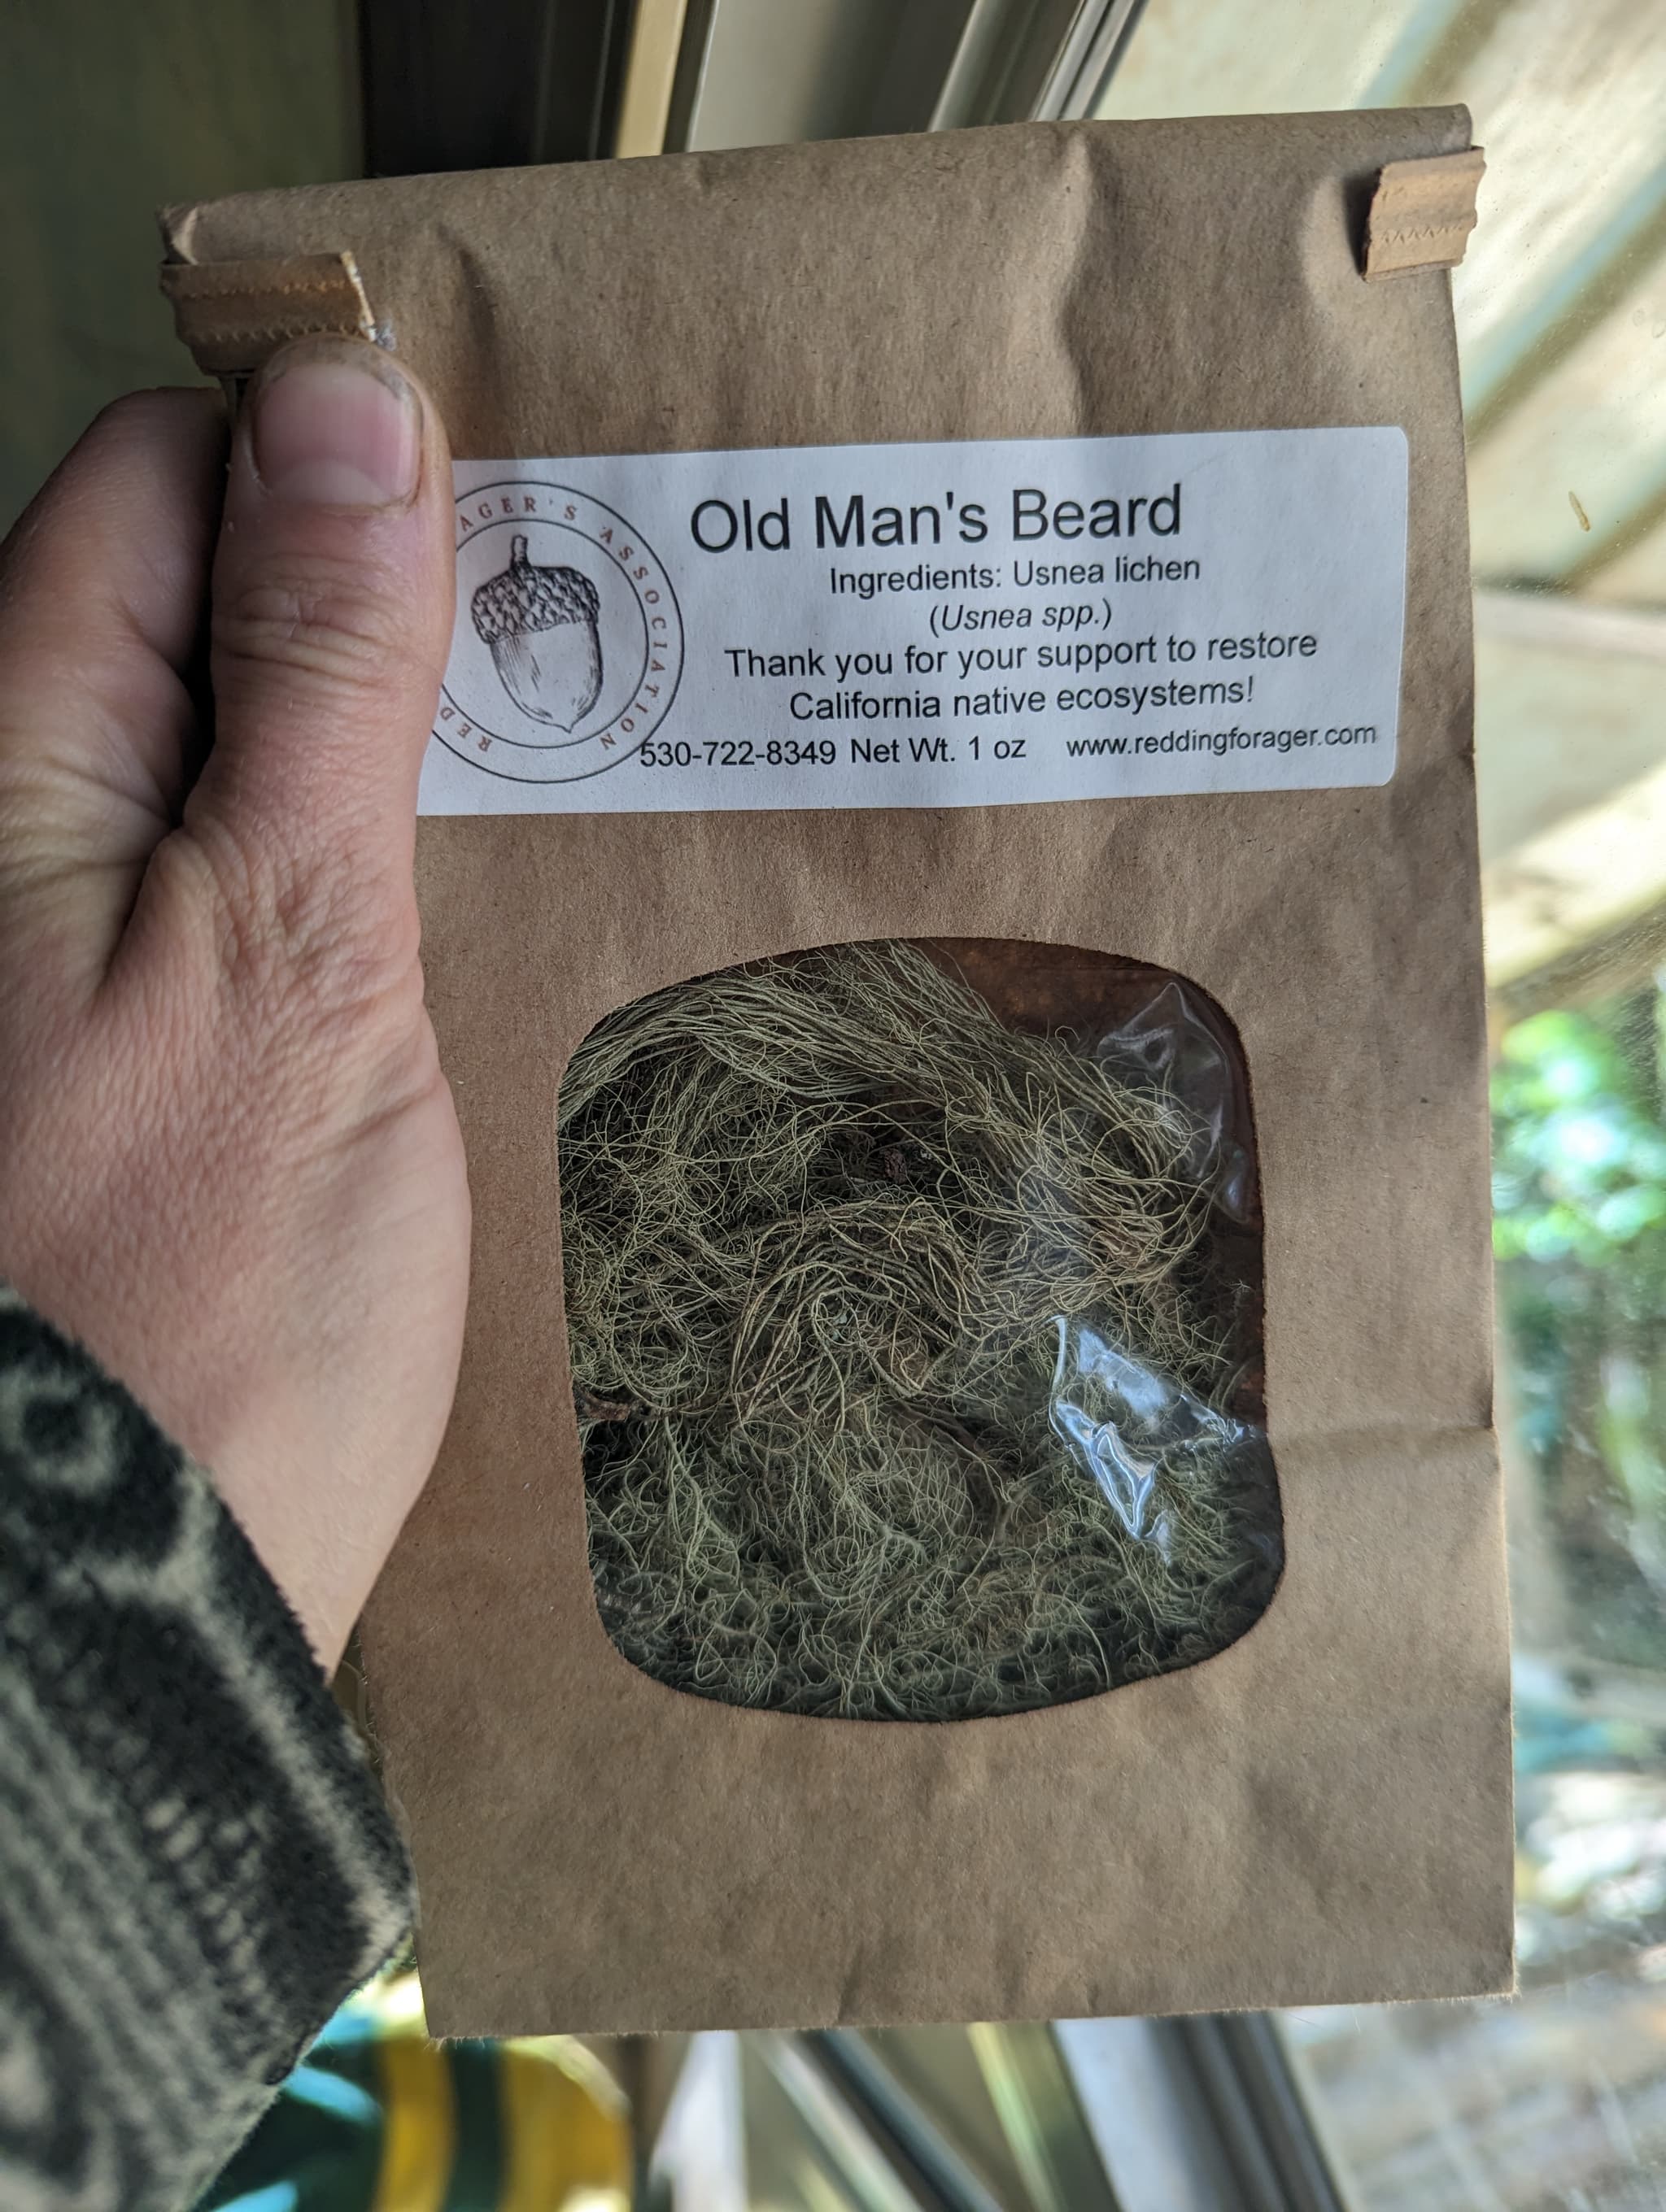 AGER'S ASSOCIATION
RED
Old Man's Beard
Ingredients: Usnea lichen
(Usnea spp.)
Thank you for your support to restore
California native ecosystems!
530-722-8349 Net Wt. 1 oz www.reddingforager.com